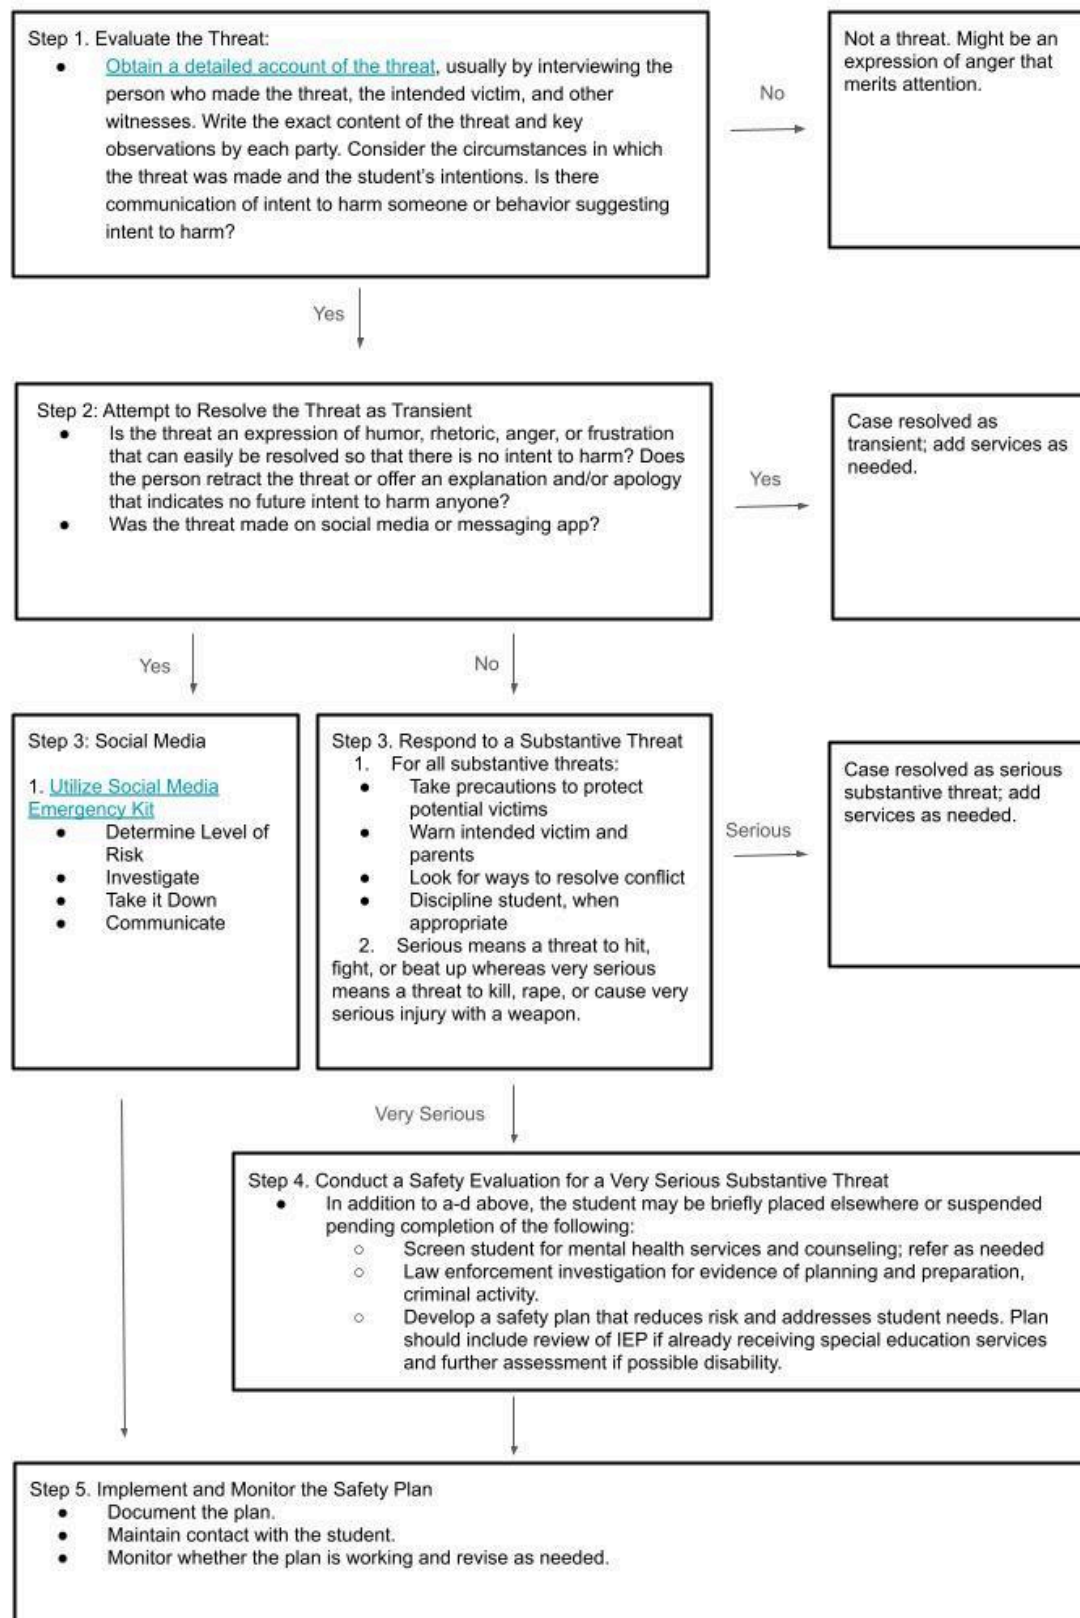 Step 1. Evaluate the Threat:
● Obtain a detailed account of the threat, usually by interviewing the
person who made the threat, the intended victim, and other
witnesses. Write the exact content of the threat and key
observations by each party. Consider the circumstances in which
the threat was made and the student's intentions. Is there
communication of intent to harm someone or behavior suggesting
intent to harm?
No
Not a threat. Might be an
expression of anger that
merits attention.
Yes
Step 2: Attempt to Resolve the Threat as Transient
● Is the threat an expression of humor, rhetoric, anger, or frustration
that can easily be resolved so that there is no intent to harm? Does
the person retract the threat or offer an explanation and/or apology
that indicates no future intent to harm anyone?
● Was the threat made on social media or messaging app?
Yes
Case resolved as
transient; add services as
needed.
Yes
No
Step 3: Social Media
1. Utilize Social Media
Emergency Kit
● Determine Level of
Risk
● Investigate
● Take it Down
● Communicate
Step 3. Respond to a Substantive Threat
1. For all substantive threats:
● Take precautions to protect
potential victims
● Warn intended victim and
parents
● Look for ways to resolve conflict
● Discipline student, when
appropriate
2. Serious means a threat to hit,
fight, or beat up whereas very serious
means a threat to kill, rape, or cause very
serious injury with a weapon.
Serious
Case resolved as serious
substantive threat; add
services as needed.
Very Serious
Step 4. Conduct a Safety Evaluation for a Very Serious Substantive Threat
● In addition to a-d above, the student may be briefly placed elsewhere or suspended
pending completion of the following:
○ Screen student for mental health services and counseling; refer as needed
○ Law enforcement investigation for evidence of planning and preparation,
criminal activity.
○ Develop a safety plan that reduces risk and addresses student needs. Plan
should include review of IEP if already receiving special education services
and further assessment if possible disability.
Step 5. Implement and Monitor the Safety Plan
● Document the plan.
● Maintain contact with the student.
● Monitor whether the plan is working and revise as needed.